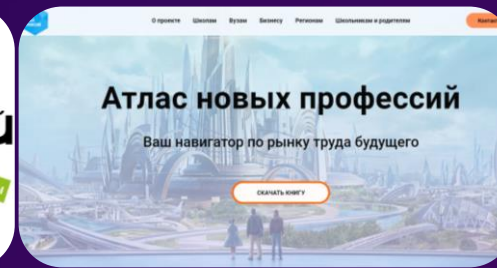 О проекте Школам Вузам Бизнесу Регионам Школьникам и родителям
Атлас новых профессий
Ваш навигатор по рынку труда будущего
СКАЧАТЬ КНИГУ